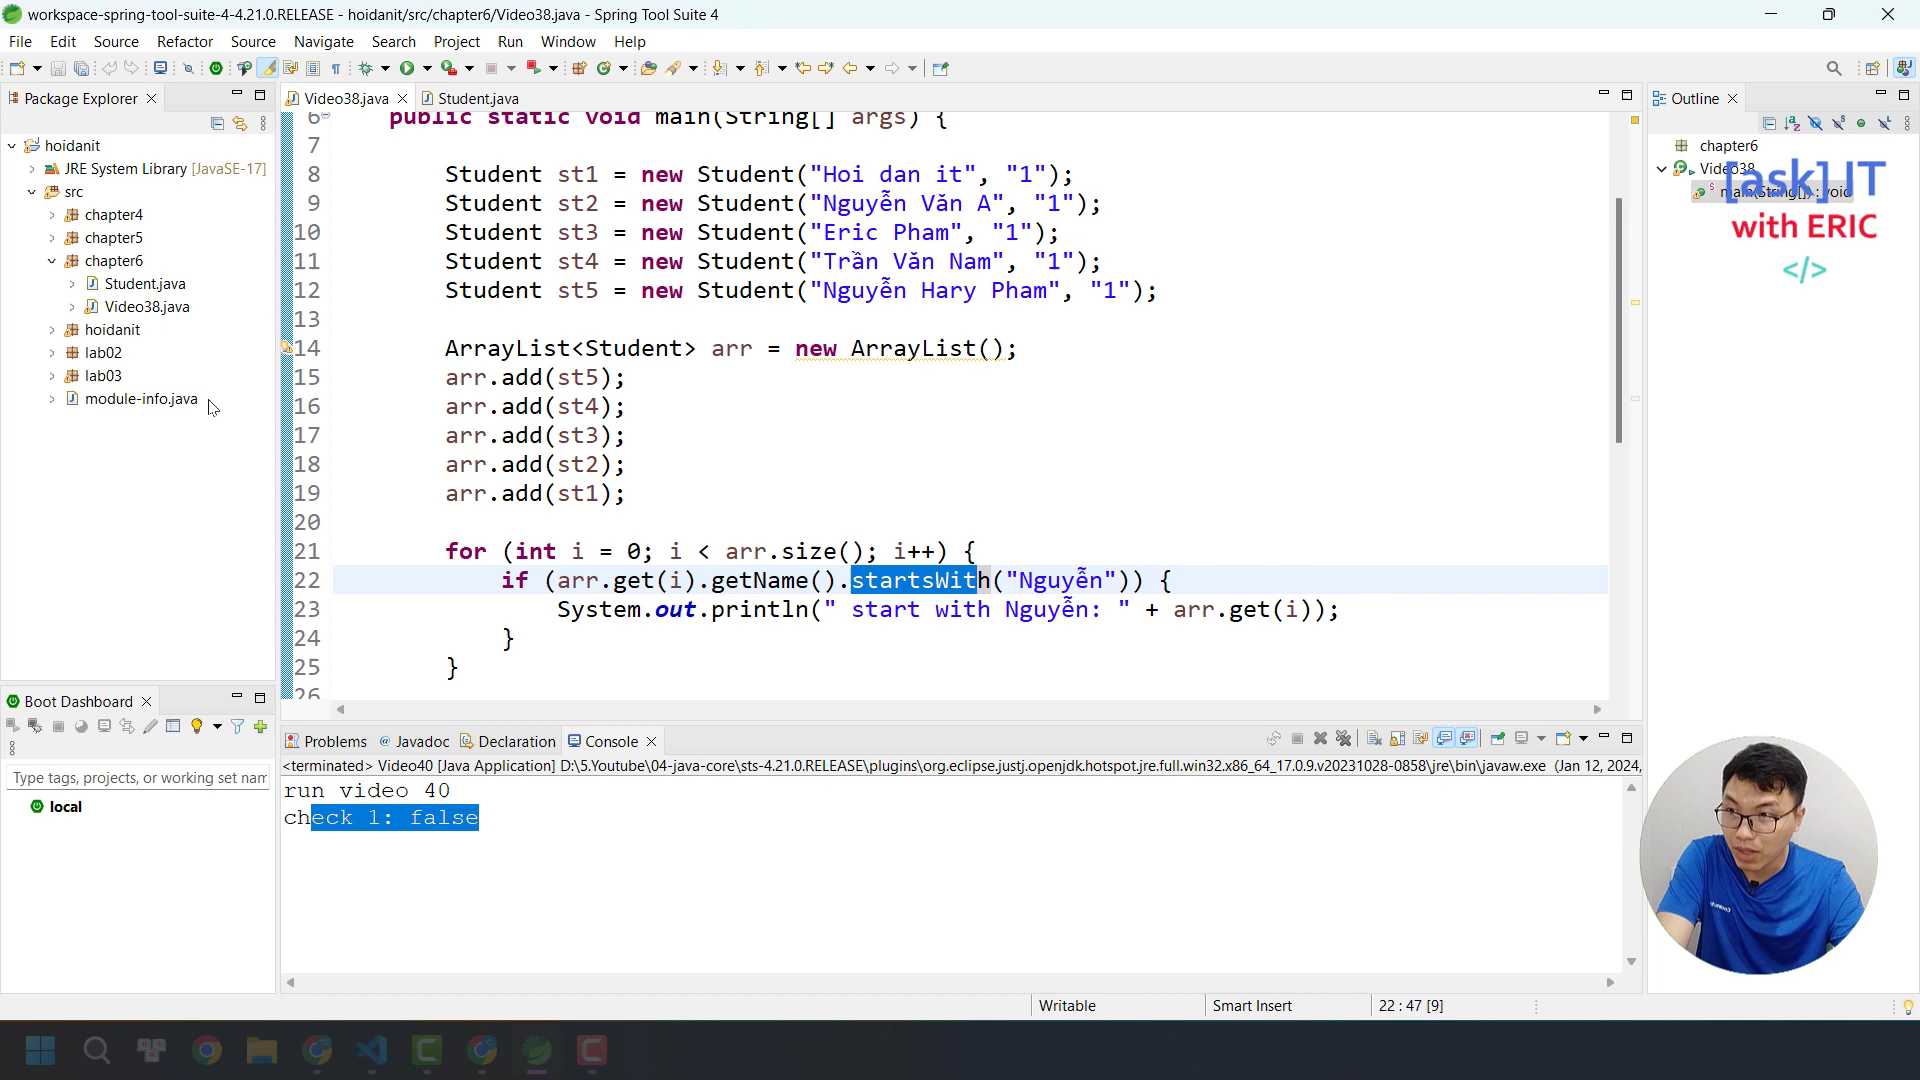 workspace-spring-tool-suite-4-4.21.0.RELEASE - hoidanit/src/chapter6/Video38.java - Spring Tool Suite 4
File Edit Source Refactor Source Navigate Search Project Run Window Help
Package Explorer
hoidanit
JRE System Library [JavaSE-17]
src
chapter4
chapter5
chapter6
Student.java
Video38.java
hoidanit
lab02
lab03
module-info.java
Boot Dashboard
Type tags, projects, or working set nam
local
Video38.java Student.java
6 public static void main(String[] args) {
7
8 Student st1 = new Student("Hoi dan it", "1");
9 Student st2 = new Student("Nguyễn Văn A", "1");
10 Student st3 = new Student("Eric Pham", "1");
11 Student st4 = new Student("Trần Văn Nam", "1");
12 Student st5 = new Student("Nguyễn Hary Pham", "1");
13
14 ArrayList<Student> arr = new ArrayList();
15 arr.add(st5);
16 arr.add(st4);
17 arr.add(st3);
18 arr.add(st2);
19 arr.add(st1);
20
21 for (int i = 0; i < arr.size(); i++) {
22 if (arr.get(i).getName().startsWith("Nguyễn")) {
23 System.out.println(" start with Nguyễn: " + arr.get(i));
24 }
25 }
26
Problems @ Javadoc Declaration Console
<terminated> Video40 [Java Application] D:\5.Youtube\04-java-core\sts-4.21.0.RELEASE\plugins\org.eclipse.justj.openjdk.hotspot.jre.full.win32.x86_64_17.0.9.v20231028-0858\jre\bin\javaw.exe (Jan 12, 2024,
run video 40
check 1: false
Outline
chapter6
Video38
main(String[]) : void
[ask] IT
with ERIC
</>
Writable Smart Insert 22 : 47 [9]